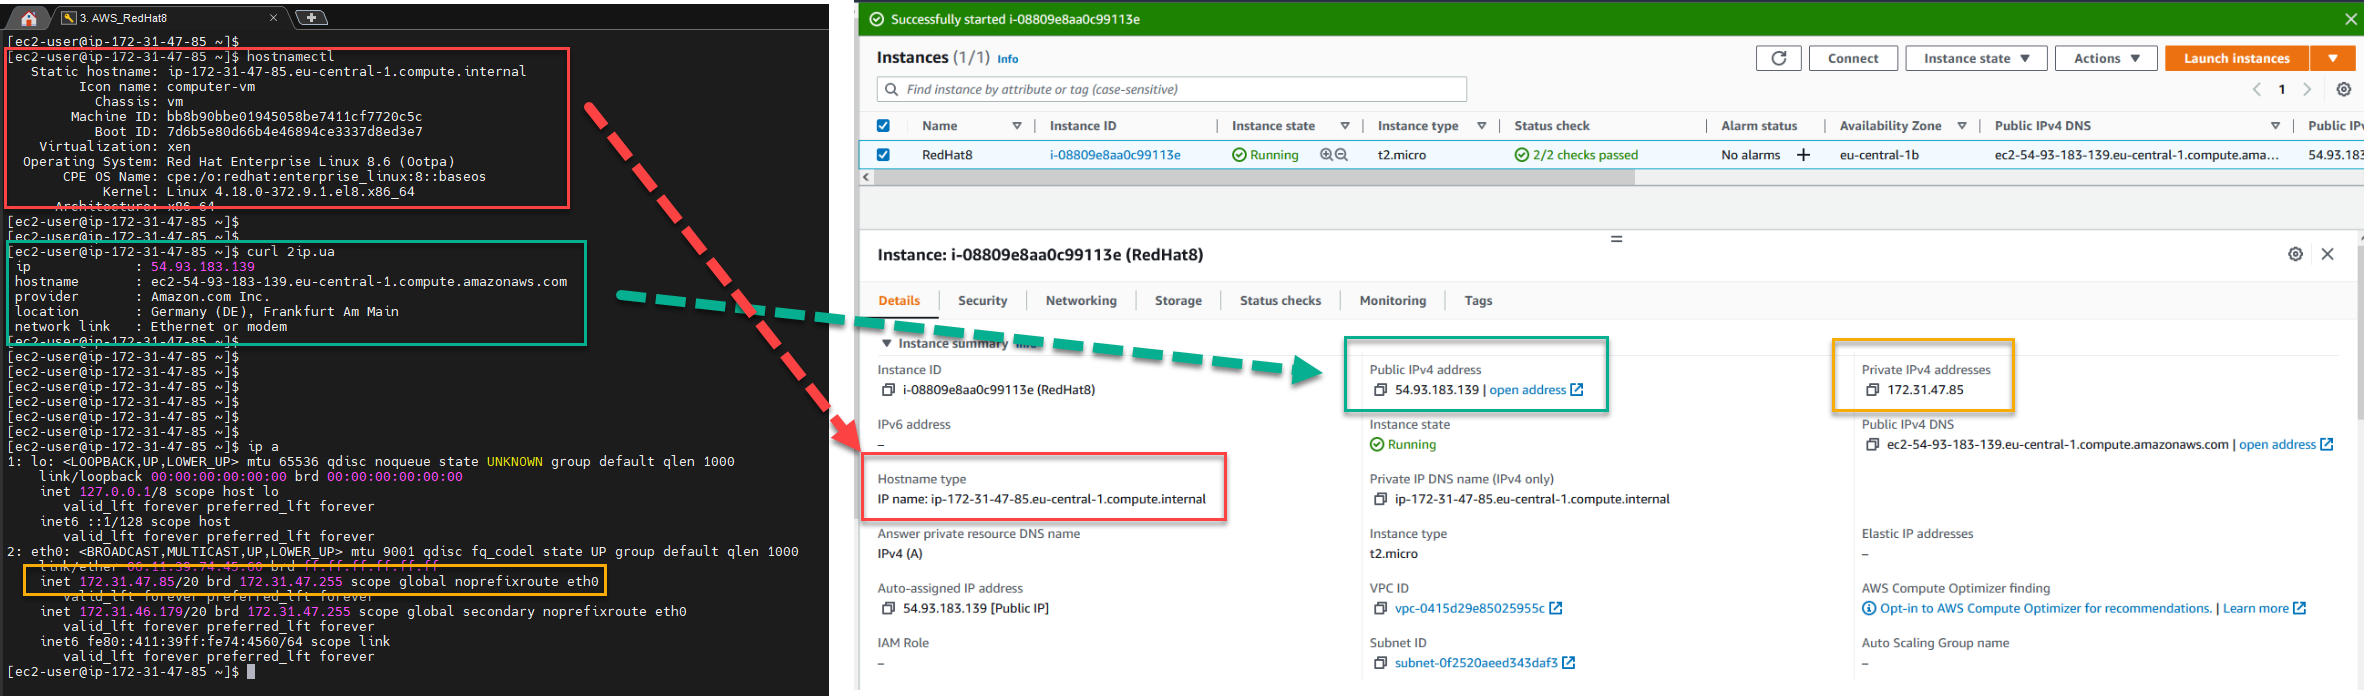 3. AWS_RedHat8
[ec2-user@ip-172-31-47-85 ~]$
[ec2-user@ip-172-31-47-85 ~]$ hostnamectl
Static hostname: ip-172-31-47-85.eu-central-1.compute.internal
Icon name: computer-vm
Chassis: vm
Machine ID: bb8b90bbe01945058be7411cf7720c5c
Boot ID: 7d6b5e80d66b4e46894ce3337d8ed3e7
Virtualization: xen
Operating System: Red Hat Enterprise Linux 8.6 (Ootpa)
CPE OS Name: cpe:/o:redhat:enterprise_linux:8::baseos
Kernel: Linux 4.18.0-372.9.1.el8.x86_64
Architecture: x86-64
[ec2-user@ip-172-31-47-85 ~]$
[ec2-user@ip-172-31-47-85 ~]$
[ec2-user@ip-172-31-47-85 ~]$ curl 2ip.ua
ip : 54.93.183.139
hostname : ec2-54-93-183-139.eu-central-1.compute.amazonaws.com
provider : Amazon.com Inc.
location : Germany (DE), Frankfurt Am Main
network link : Ethernet or modem
[ec2-user@ip-172-31-47-85 ~]$
[ec2-user@ip-172-31-47-85 ~]$
[ec2-user@ip-172-31-47-85 ~]$
[ec2-user@ip-172-31-47-85 ~]$
[ec2-user@ip-172-31-47-85 ~]$
[ec2-user@ip-172-31-47-85 ~]$
[ec2-user@ip-172-31-47-85 ~]$
[ec2-user@ip-172-31-47-85 ~]$ ip a
1: lo: <LOOPBACK,UP,LOWER_UP> mtu 65536 qdisc noqueue state UNKNOWN group default qlen 1000
link/loopback 00:00:00:00:00:00 brd 00:00:00:00:00:00
inet 127.0.0.1/8 scope host lo
valid_lft forever preferred_lft forever
inet6 ::1/128 scope host
valid_lft forever preferred_lft forever
2: eth0: <BROADCAST,MULTICAST,UP,LOWER_UP> mtu 9001 qdisc fq_codel state UP group default qlen 1000
link/ether brd ff:ff:ff:ff:ff:ff
inet 172.31.47.85/20 brd 172.31.47.255 scope global noprefixroute eth0
valid_lft forever preferred_lft forever
inet 172.31.46.179/20 brd 172.31.47.255 scope global secondary noprefixroute eth0
valid_lft forever preferred_lft forever
inet6 fe80::411:39ff:fe74:4560/64 scope link
valid_lft forever preferred_lft forever
[ec2-user@ip-172-31-47-85 ~]$
Successfully started i-08809e8aa0c99113e
Instances (1/1) Info
Connect
Instance state
Actions
Launch instances
Find instance by attribute or tag (case-sensitive)
1
Name Instance ID Instance state Instance type Status check Alarm status Availability Zone Public IPv4 DNS Public IPv
RedHat8 i-08809e8aa0c99113e Running t2.micro 2/2 checks passed No alarms + eu-central-1b ec2-54-93-183-139.eu-central-1.compute.ama... 54.93.183
Instance: i-08809e8aa0c99113e (RedHat8)
Details Security Networking Storage Status checks Monitoring Tags
Instance summary Info
Instance ID
i-08809e8aa0c99113e (RedHat8)
Public IPv4 address
54.93.183.139 | open address
Private IPv4 addresses
172.31.47.85
IPv6 address
–
Instance state
Running
Public IPv4 DNS
ec2-54-93-183-139.eu-central-1.compute.amazonaws.com | open address
Hostname type
IP name: ip-172-31-47-85.eu-central-1.compute.internal
Private IP DNS name (IPv4 only)
ip-172-31-47-85.eu-central-1.compute.internal
Answer private resource DNS name
IPv4 (A)
Instance type
t2.micro
Elastic IP addresses
–
Auto-assigned IP address
54.93.183.139 [Public IP]
VPC ID
vpc-0415d29e85025955c
AWS Compute Optimizer finding
Opt-in to AWS Compute Optimizer for recommendations. | Learn more
IAM Role
–
Subnet ID
subnet-0f2520aeed343daf3
Auto Scaling Group name
–